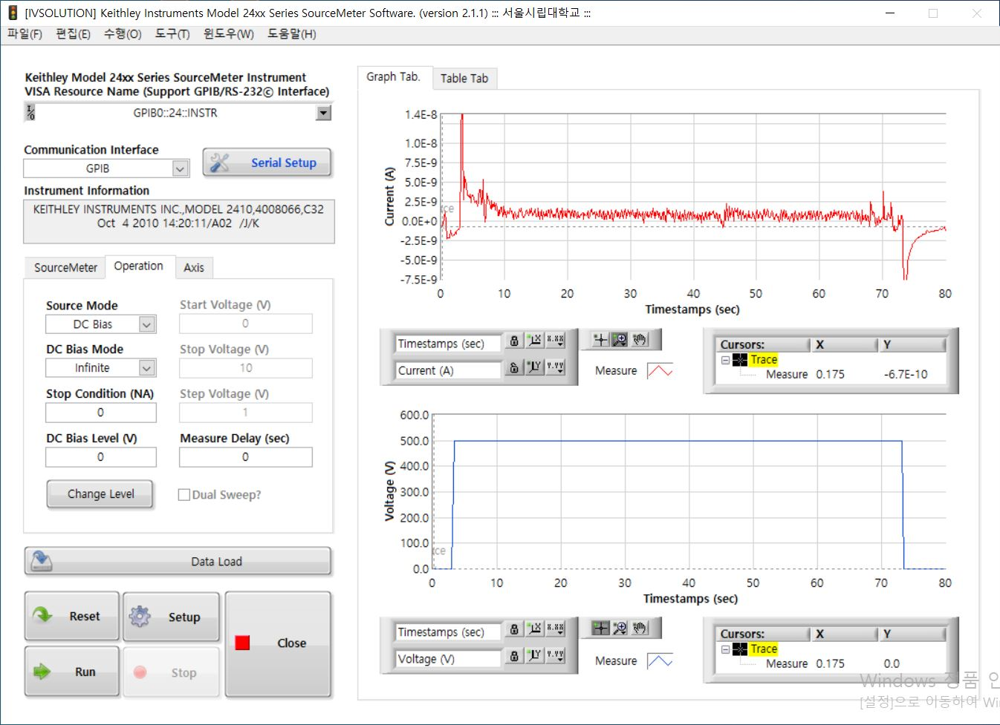 [IVSOLUTION] Keithley Instruments Model 24xx Series SourceMeter Software. (version 2.1.1) ::: 서울시립대학교 :::
파일(F) 편집(E) 수행(O) 도구(T) 윈도우(W) 도움말(H)
Keithley Model 24xx Series SourceMeter Instrument
VISA Resource Name (Support GPIB/RS-232© Interface)
GPIB0::24::INSTR
Communication Interface
GPIB
Serial Setup
Instrument Information
KEITHLEY INSTRUMENTS INC.,MODEL 2410,4008066,C32
Oct 4 2010 14:20:11/A02 /J/K
SourceMeter Operation Axis
Source Mode
DC Bias
Start Voltage (V)
0
DC Bias Mode
Infinite
Stop Voltage (V)
10
Stop Condition (NA)
0
Step Voltage (V)
1
DC Bias Level (V)
0
Measure Delay (sec)
0
Change Level
Dual Sweep?
Data Load
Reset
Setup
Close
Run
Stop
Graph Tab. Table Tab
Current (A)
1.4E-8
1.0E-8
7.5E-9
5.0E-9
2.5E-9
0.0E+0
-2.5E-9
-5.0E-9
-7.5E-9
0 10 20 30 40 50 60 70 80
Timestamps (sec)
Timestamps (sec)
Current (A)
Measure
Cursors: X Y
Trace
Measure 0.175 -6.7E-10
Voltage (V)
600.0
500.0
400.0
300.0
200.0
100.0
0.0
0 10 20 30 40 50 60 70 80
Timestamps (sec)
Timestamps (sec)
Voltage (V)
Measure
Cursors: X Y
Trace
Measure 0.175 0.0
Windows 정품 인
[설정]으로 이동하여 Wi